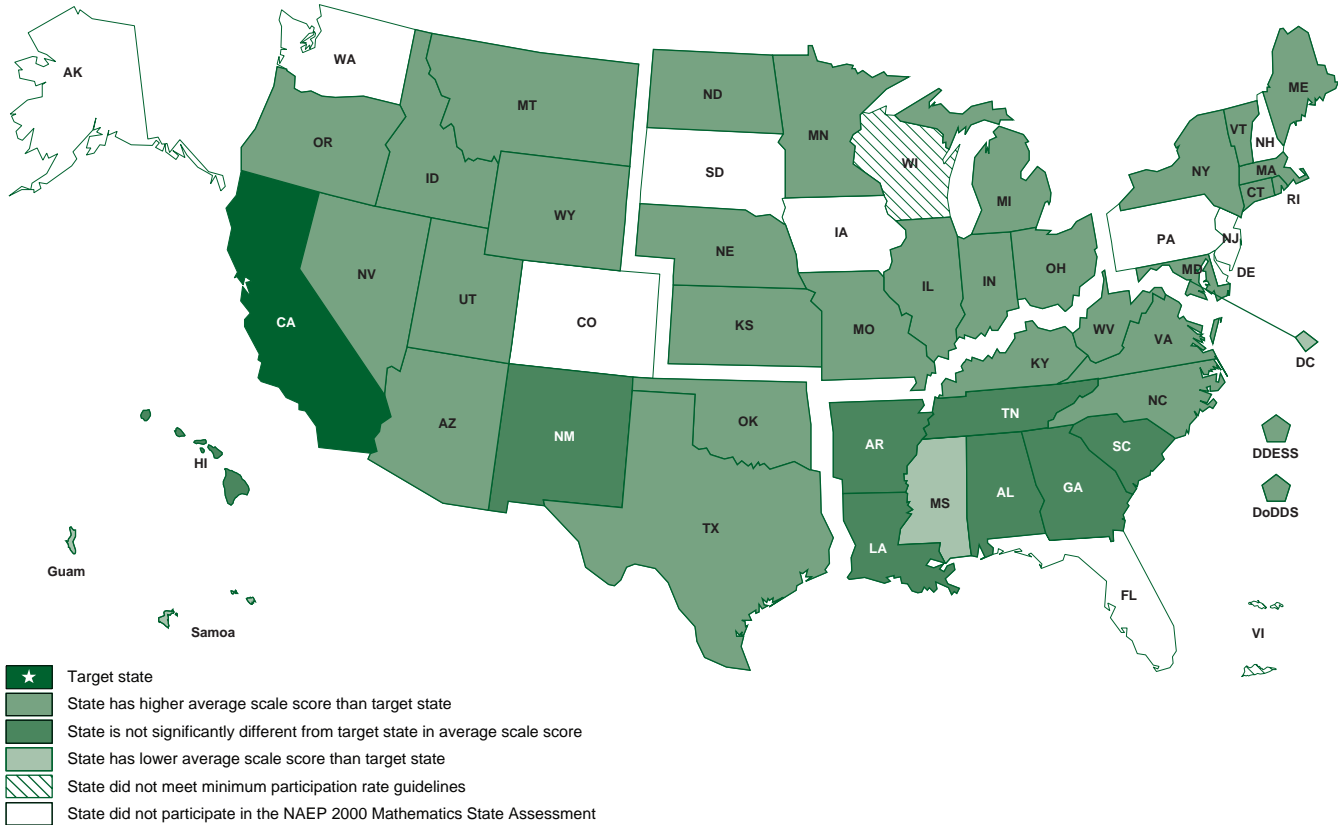 AK
WA
MT
ND
MN
ME
VT
NH
OR
ID
SD
WI
NY
MA
CT
RI
WY
MI
IA
PA
NJ
NE
NV
UT
IL
IN
OH
MD
DE
CA
CO
KS
MO
WV
VA
KY
DC
AZ
NM
OK
AR
TN
NC
SC
DDESS
HI
MS
AL
GA
DoDDS
TX
LA
Guam
FL
Samoa
VI
Target state
State has higher average scale score than target state
State is not significantly different from target state in average scale score
State has lower average scale score than target state
State did not meet minimum participation rate guidelines
State did not participate in the NAEP 2000 Mathematics State Assessment